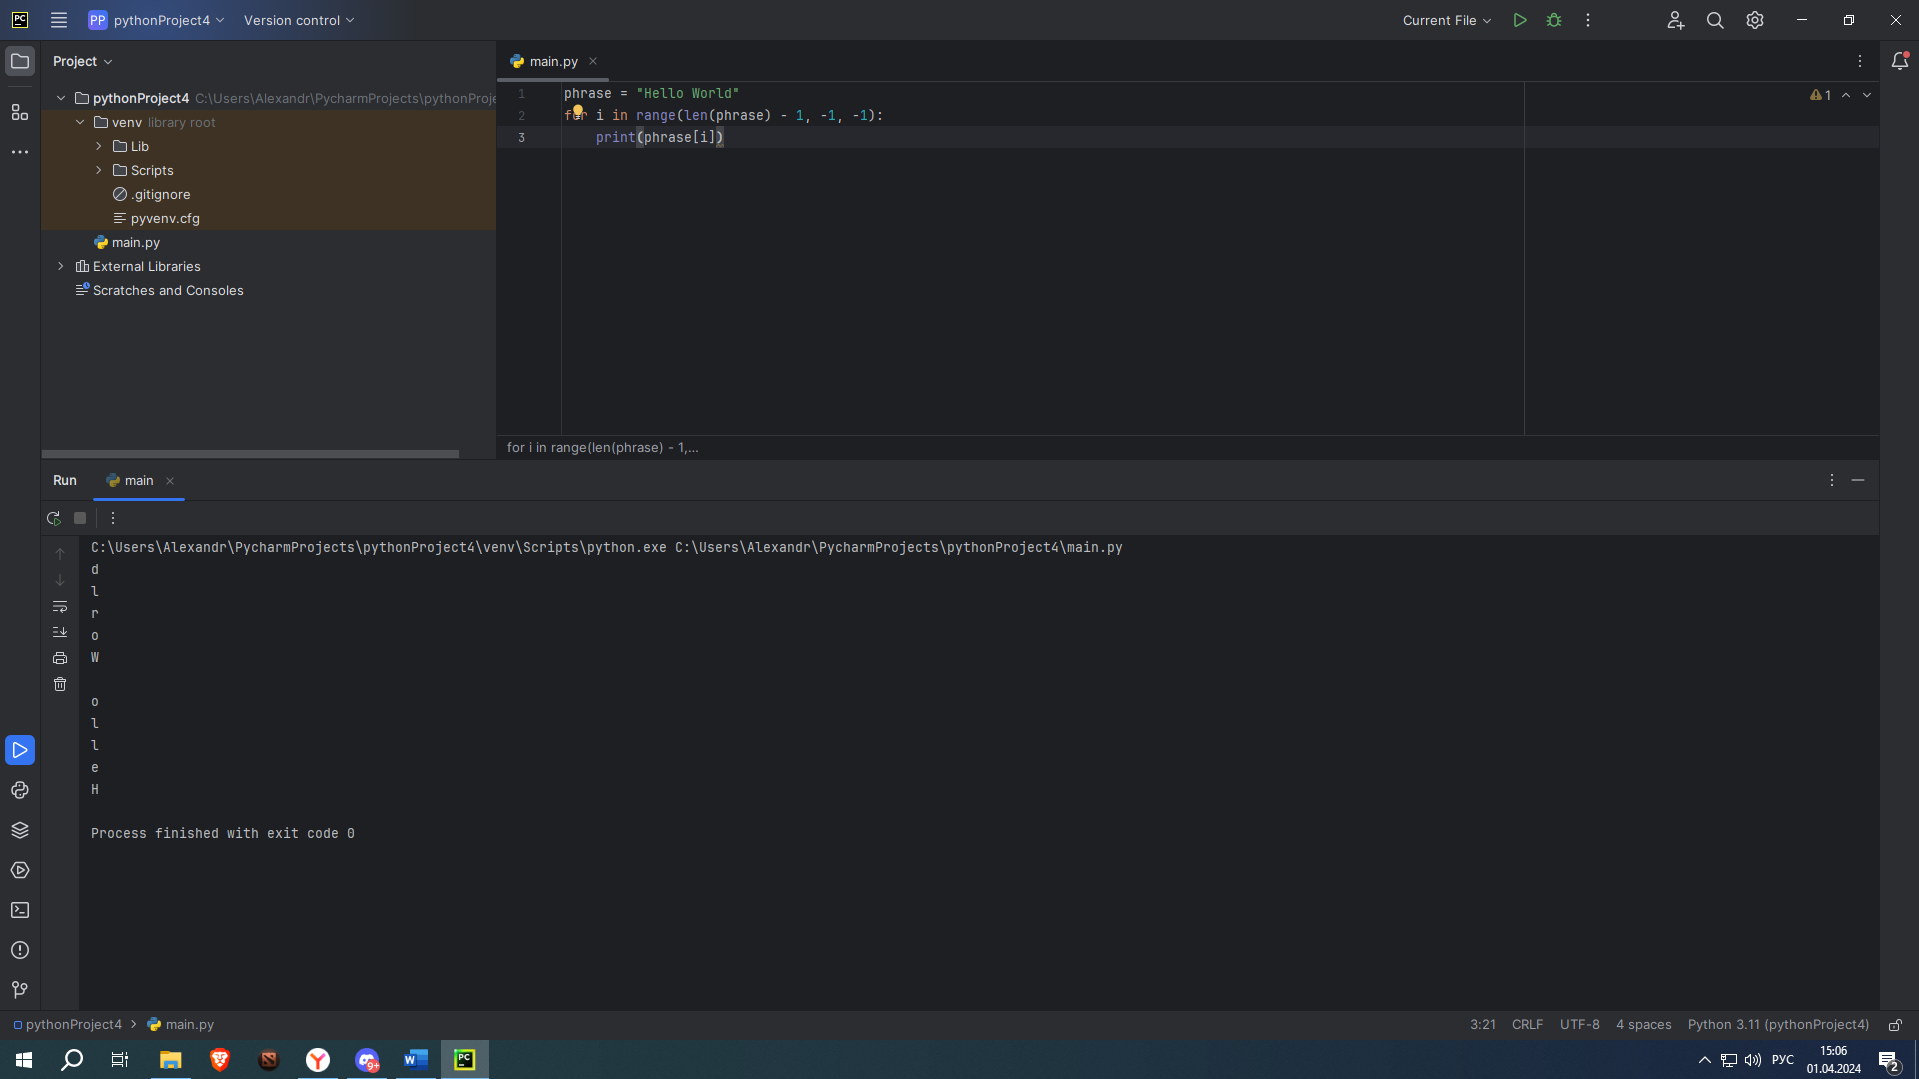 PC PP pythonProject4 Version control Current File
Project
pythonProject4 C:\Users\Alexandr\PycharmProjects\pythonProje
venv library root
Lib
Scripts
.gitignore
pyvenv.cfg
main.py
External Libraries
Scratches and Consoles
main.py
1 phrase = "Hello World"
2 for i in range(len(phrase) - 1, -1, -1):
3 print(phrase[i])
1
for i in range(len(phrase) - 1,...
Run main
C:\Users\Alexandr\PycharmProjects\pythonProject4\venv\Scripts\python.exe C:\Users\Alexandr\PycharmProjects\pythonProject4\main.py
d
l
r
o
W
o
l
l
e
H
Process finished with exit code 0
pythonProject4 main.py 3:21 CRLF UTF-8 4 spaces Python 3.11 (pythonProject4)
9+ W PC РУС 15:06
01.04.2024
2